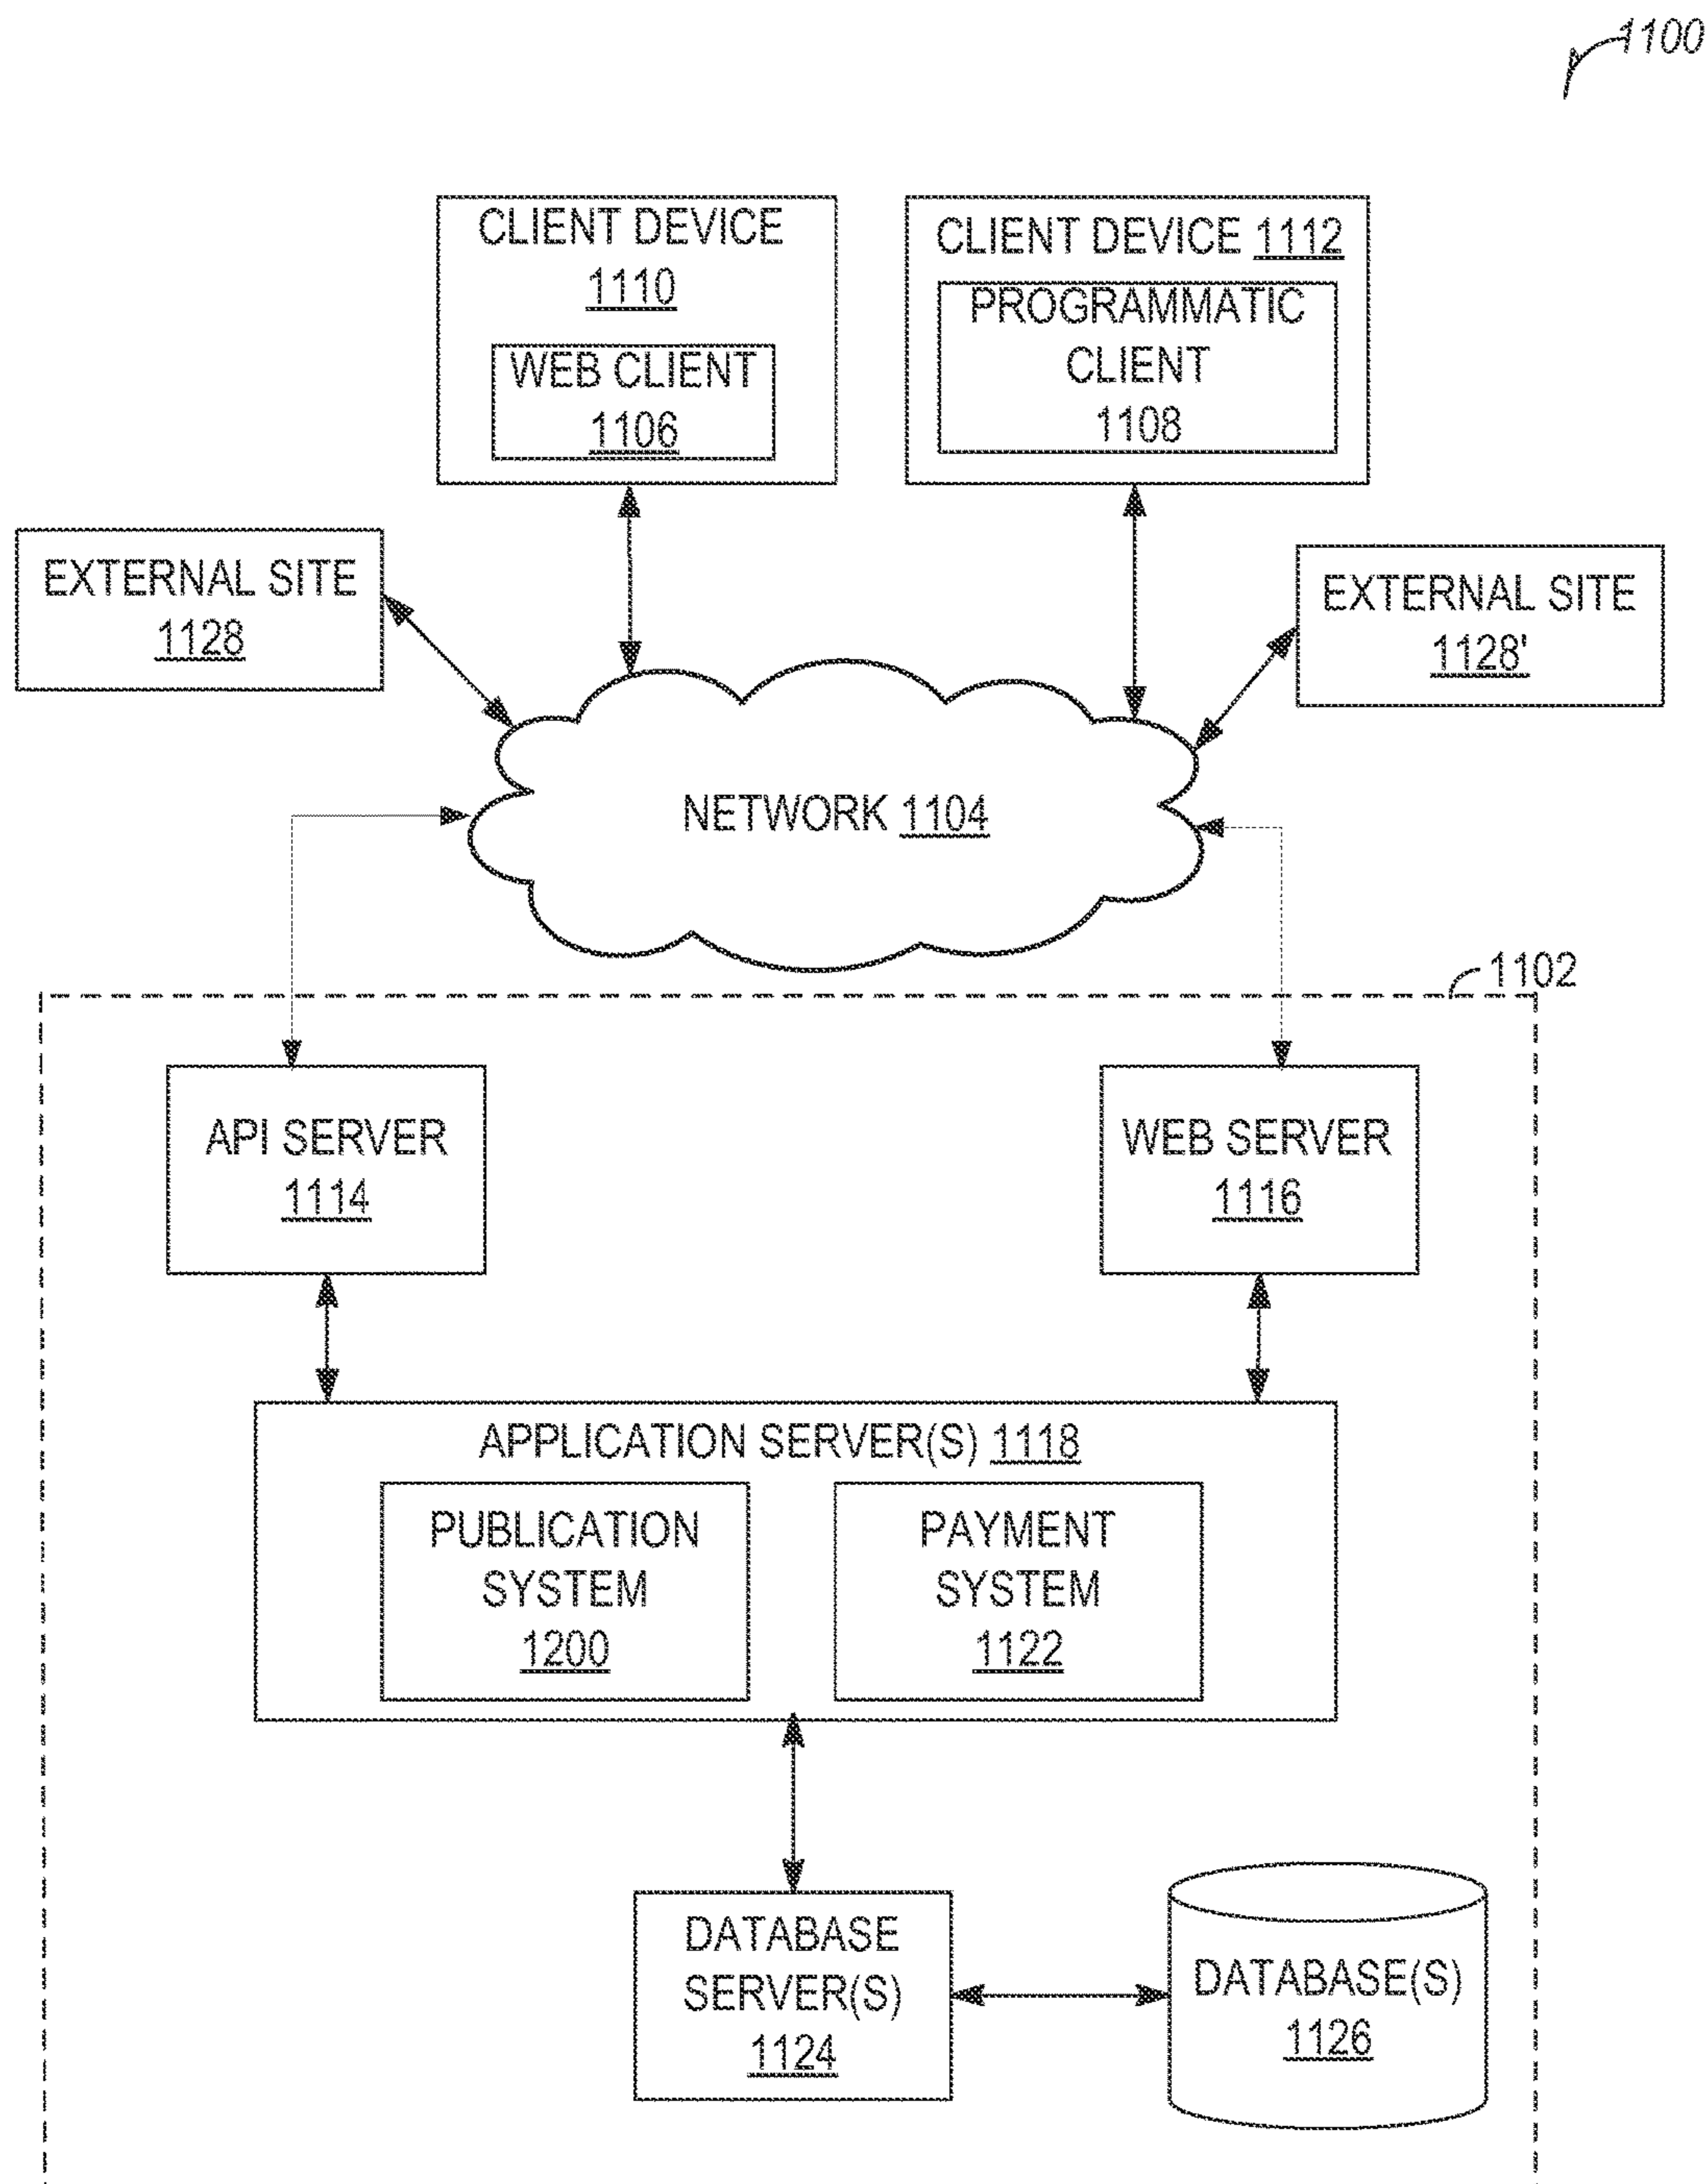 1100
CLIENT DEVICE
1110
WEB CLIENT
1106
CLIENT DEVICE 1112
PROGRAMMATIC
CLIENT
1108
EXTERNAL SITE
1128
EXTERNAL SITE
1128'
NETWORK 1104
1102
API SERVER
1114
WEB SERVER
1116
APPLICATION SERVER(S) 1118
PUBLICATION
SYSTEM
1200
PAYMENT
SYSTEM
1122
DATABASE
SERVER(S)
1124
DATABASE(S)
1126